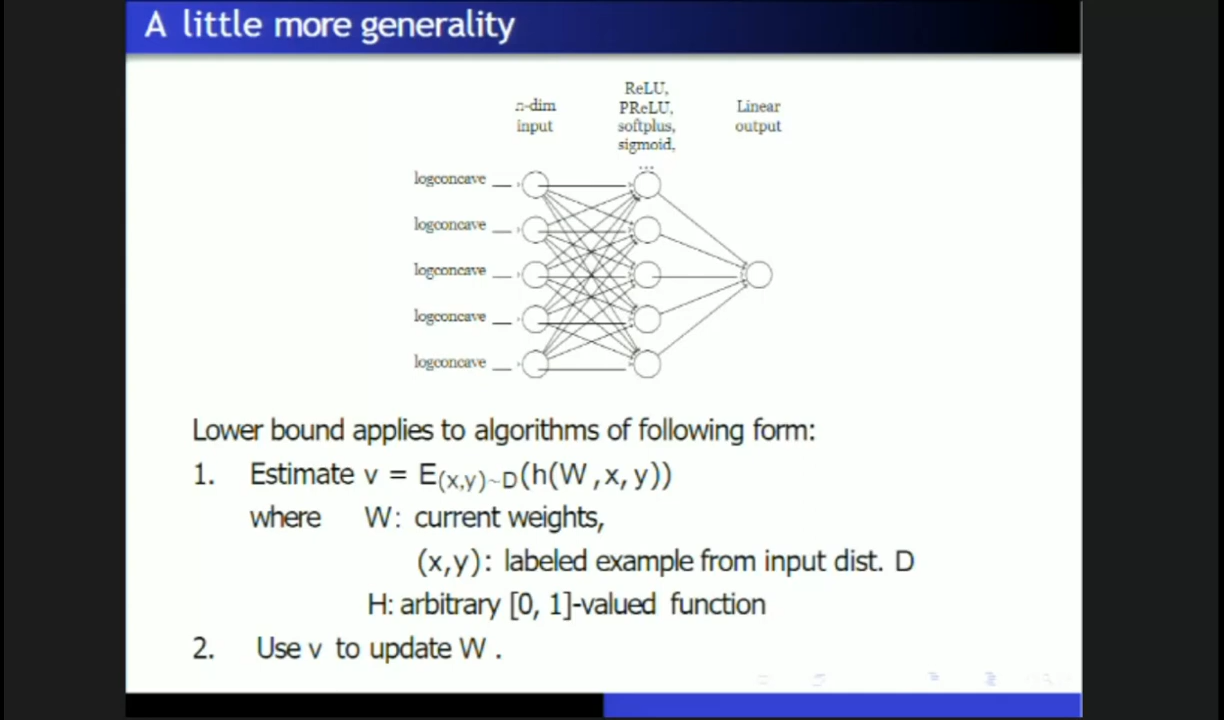 A little more generality
n-dim
input
ReLU,
PReLU,
softplus,
sigmoid,
...
Linear
output
logconcave
logconcave
logconcave
logconcave
logconcave
Lower bound applies to algorithms of following form:
1. Estimate v = E(x,y)~D(h(W,x,y))
where W: current weights,
(x,y): labeled example from input dist. D
H: arbitrary [0, 1]-valued function
2. Use v to update W .